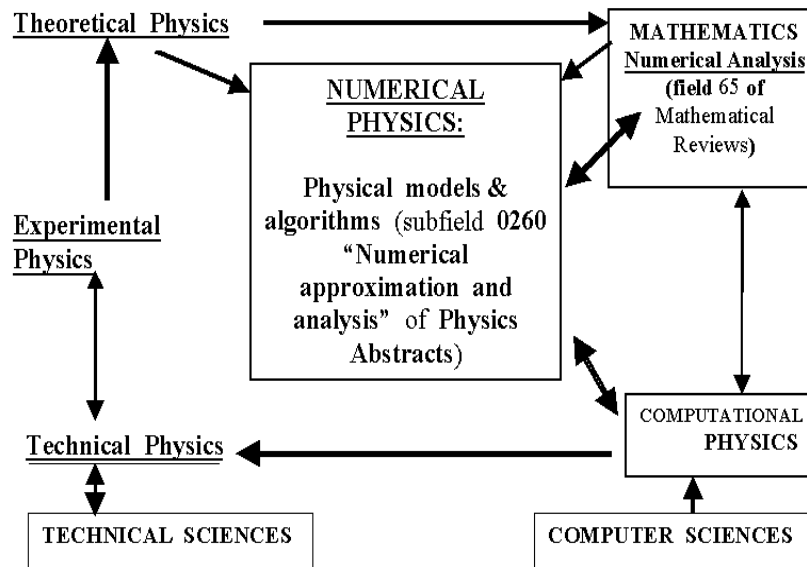 Theoretical Physics
MATHEMATICS
Numerical Analysis
(field 65 of
Mathematical
Reviews)
NUMERICAL
PHYSICS:
Physical models &
algorithms (subfield 0260
“Numerical
approximation and
analysis” of Physics
Abstracts)
Experimental
Physics
Technical Physics
COMPUTATIONAL
PHYSICS
TECHNICAL SCIENCES
COMPUTER SCIENCES